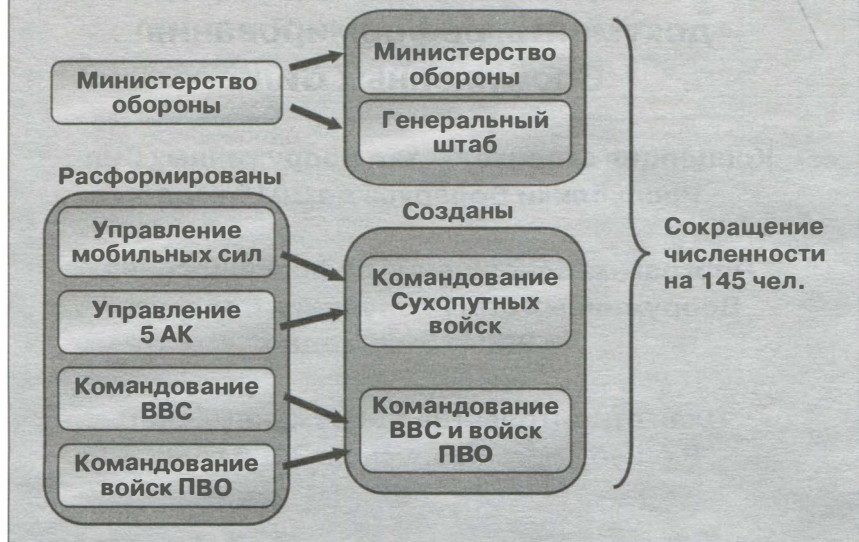 Министерство
обороны
Министерство
обороны
Генеральный
штаб
Расформированы
Управление
мобильных сил
Управление
5 АК
Командование
ВВС
Командование
войск ПВО
Созданы
Командование
Сухопутных
войск
Командование
ВВС и войск
ПВО
Сокращение
численности
на 145 чел.